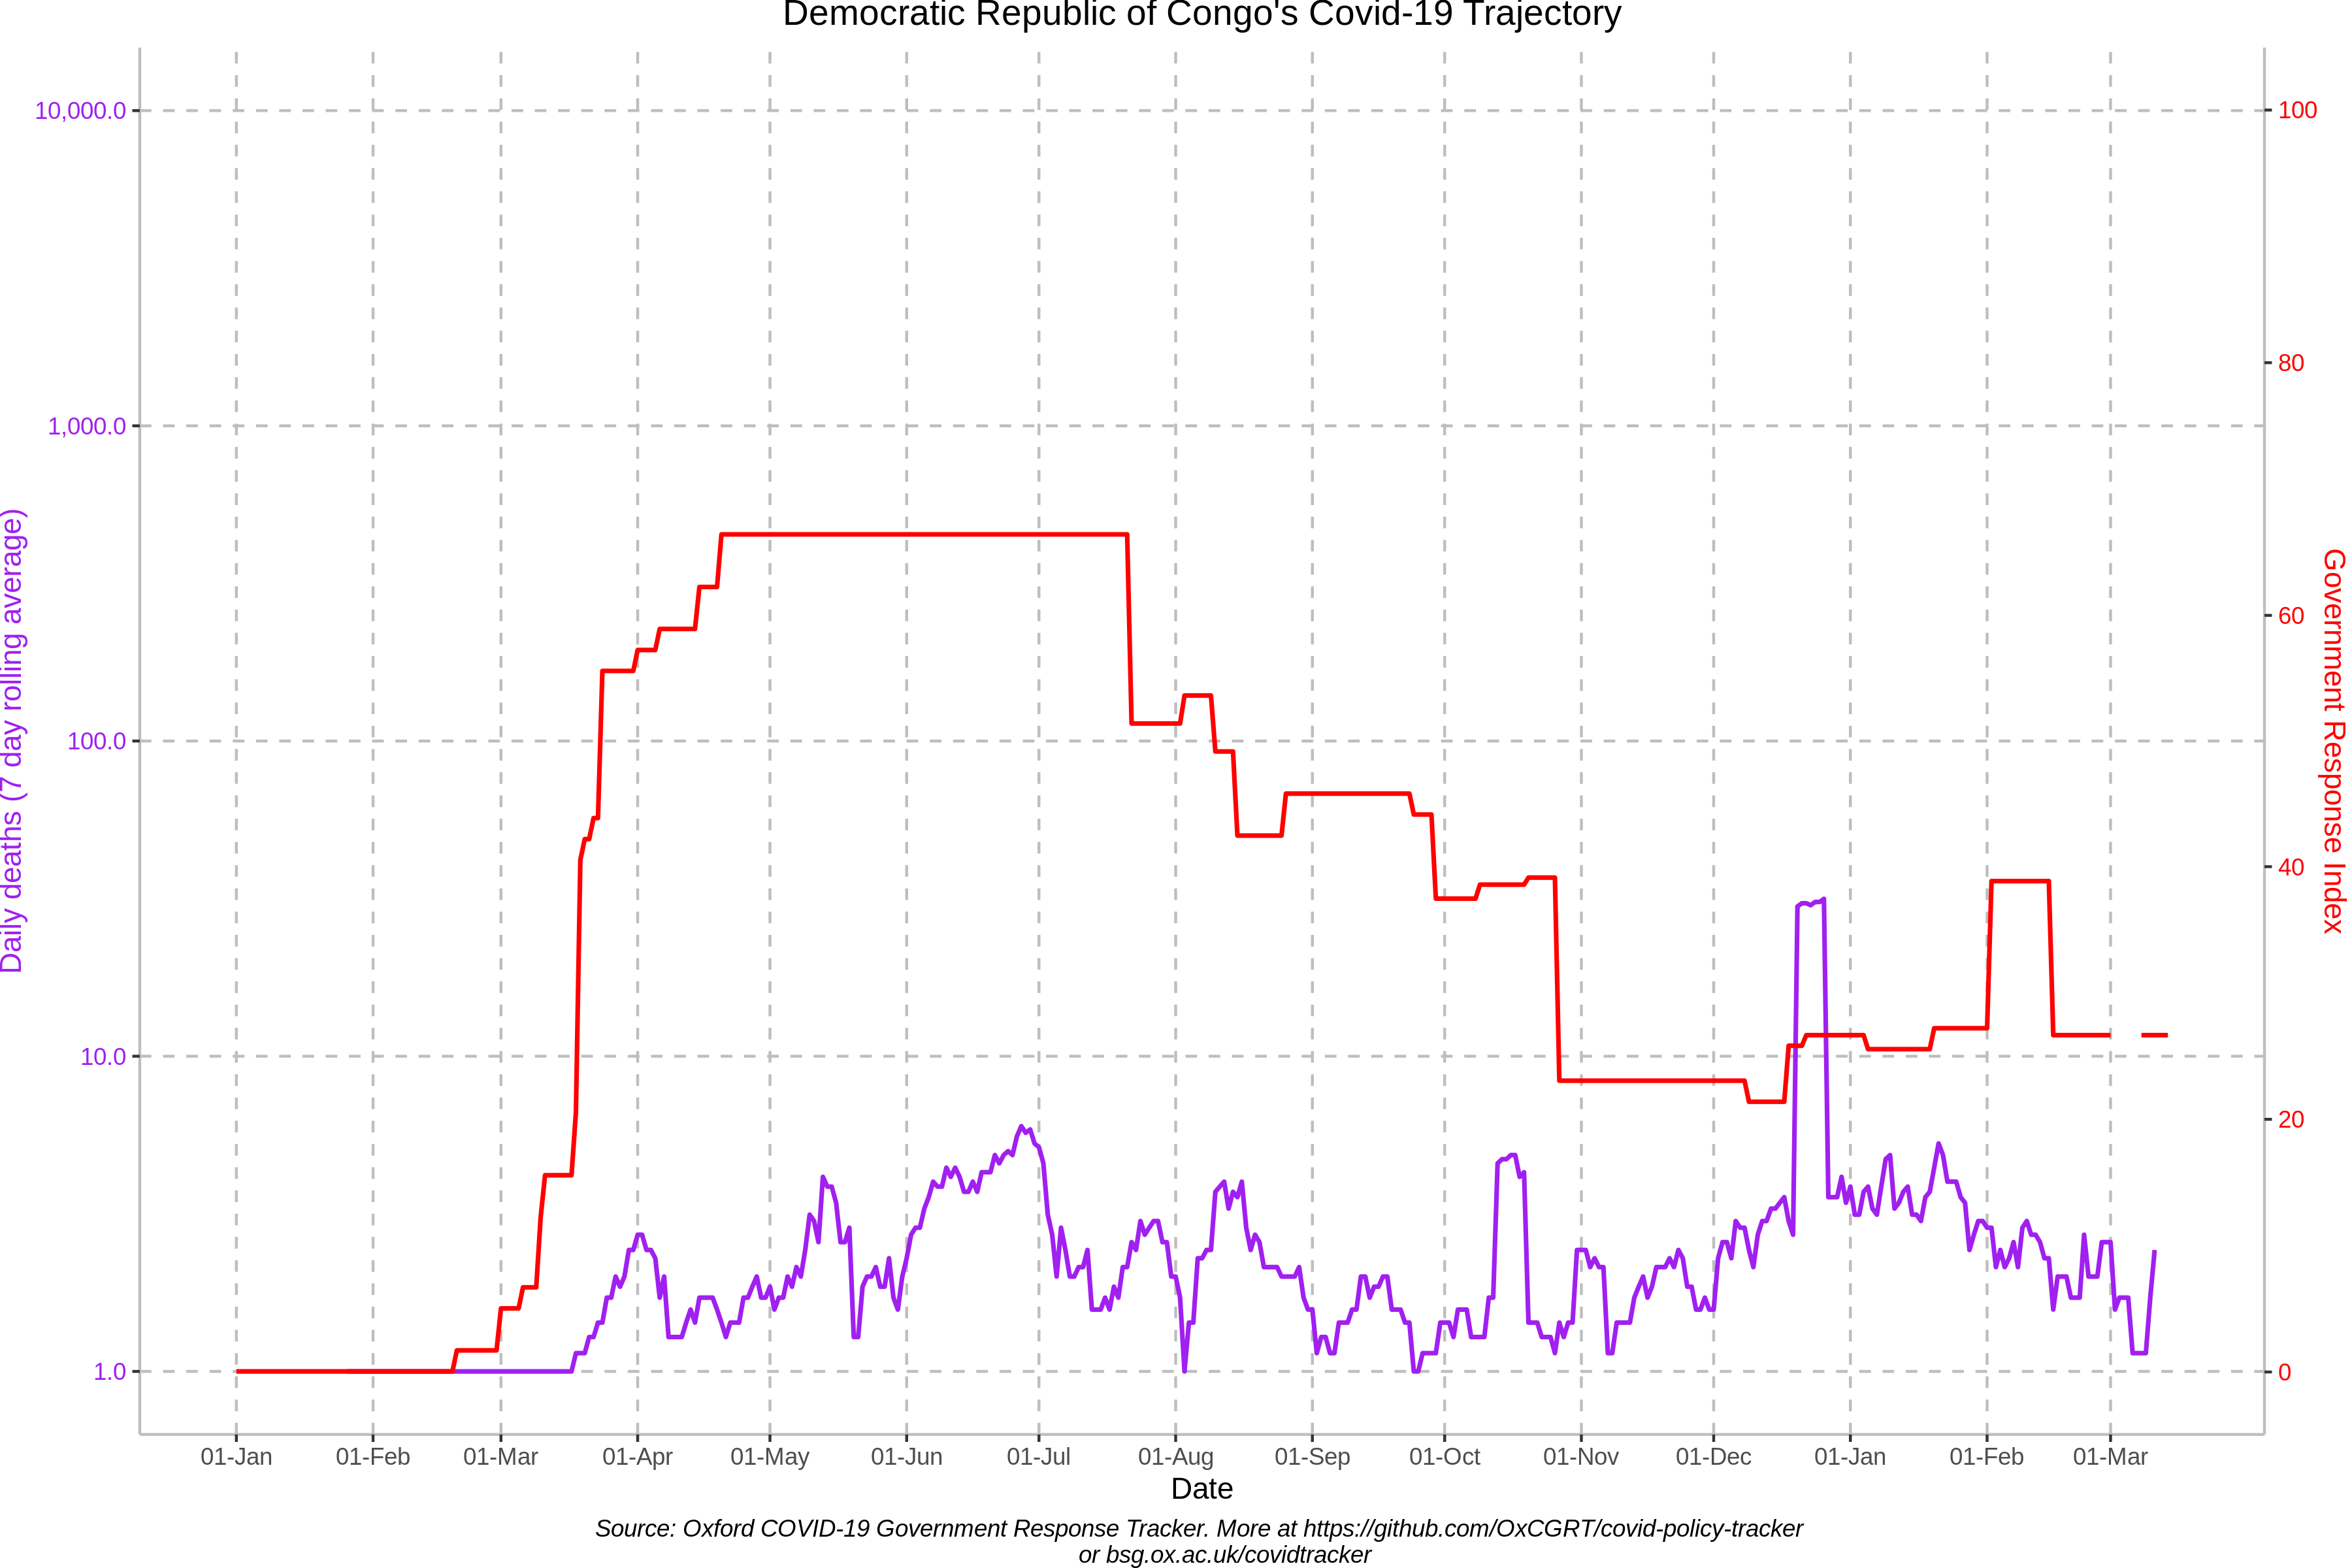 Democratic Republic of Congo's Covid-19 Trajectory
10,000.0
1,000.0
100.0
10.0
1.0
Daily deaths (7 day rolling average)
100
80
60
40
20
0
Government Response Index
01-Jan 01-Feb 01-Mar 01-Apr 01-May 01-Jun 01-Jul 01-Aug 01-Sep 01-Oct 01-Nov 01-Dec 01-Jan 01-Feb 01-Mar
Date
Source: Oxford COVID-19 Government Response Tracker. More at https://github.com/OxCGRT/covid-policy-tracker
or bsg.ox.ac.uk/covidtracker